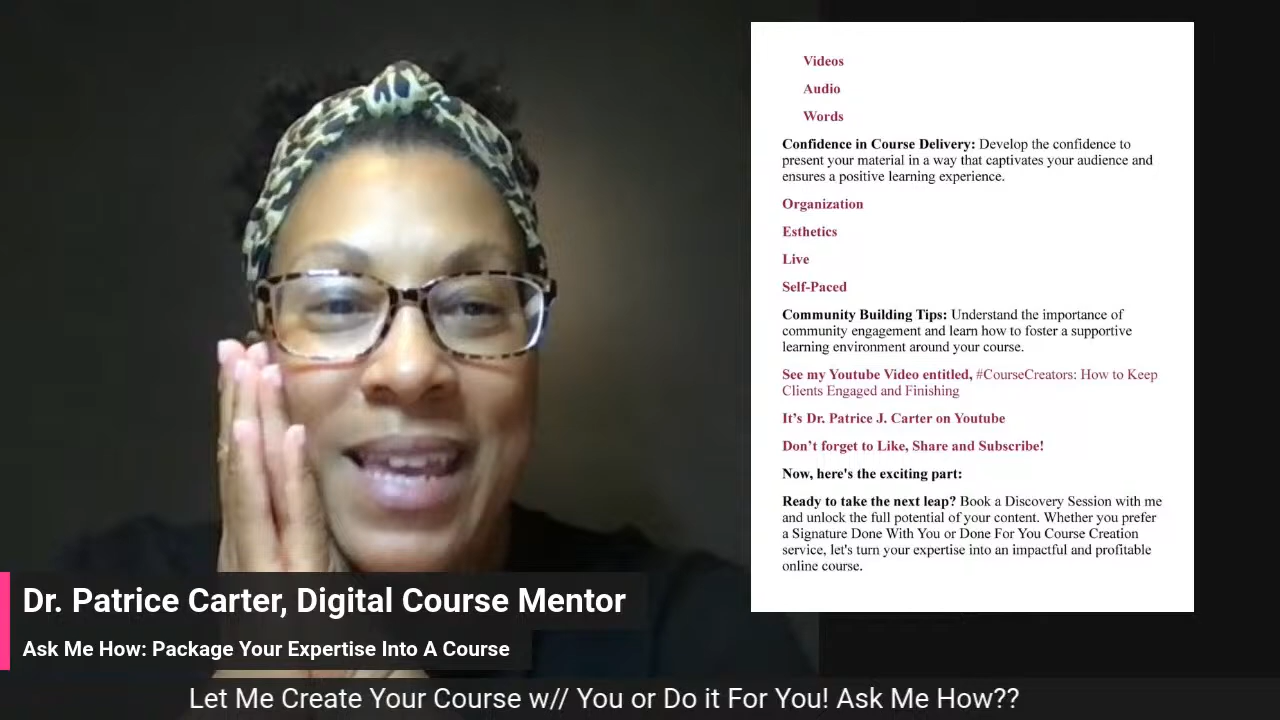 Videos
Audio
Words
Confidence in Course Delivery: Develop the confidence to
present your material in a way that captivates your audience and
ensures a positive learning experience.
Organization
Esthetics
Live
Self-Paced
Community Building Tips: Understand the importance of
community engagement and learn how to foster a supportive
learning environment around your course.
See my Youtube Video entitled, #CourseCreators: How to Keep
Clients Engaged and Finishing
It’s Dr. Patrice J. Carter on Youtube
Don’t forget to Like, Share and Subscribe!
Now, here's the exciting part:
Ready to take the next leap? Book a Discovery Session with me
and unlock the full potential of your content. Whether you prefer
a Signature Done With You or Done For You Course Creation
service, let's turn your expertise into an impactful and profitable
online course.
Dr. Patrice Carter, Digital Course Mentor
Ask Me How: Package Your Expertise Into A Course
Let Me Create Your Course w// You or Do it For You! Ask Me How??